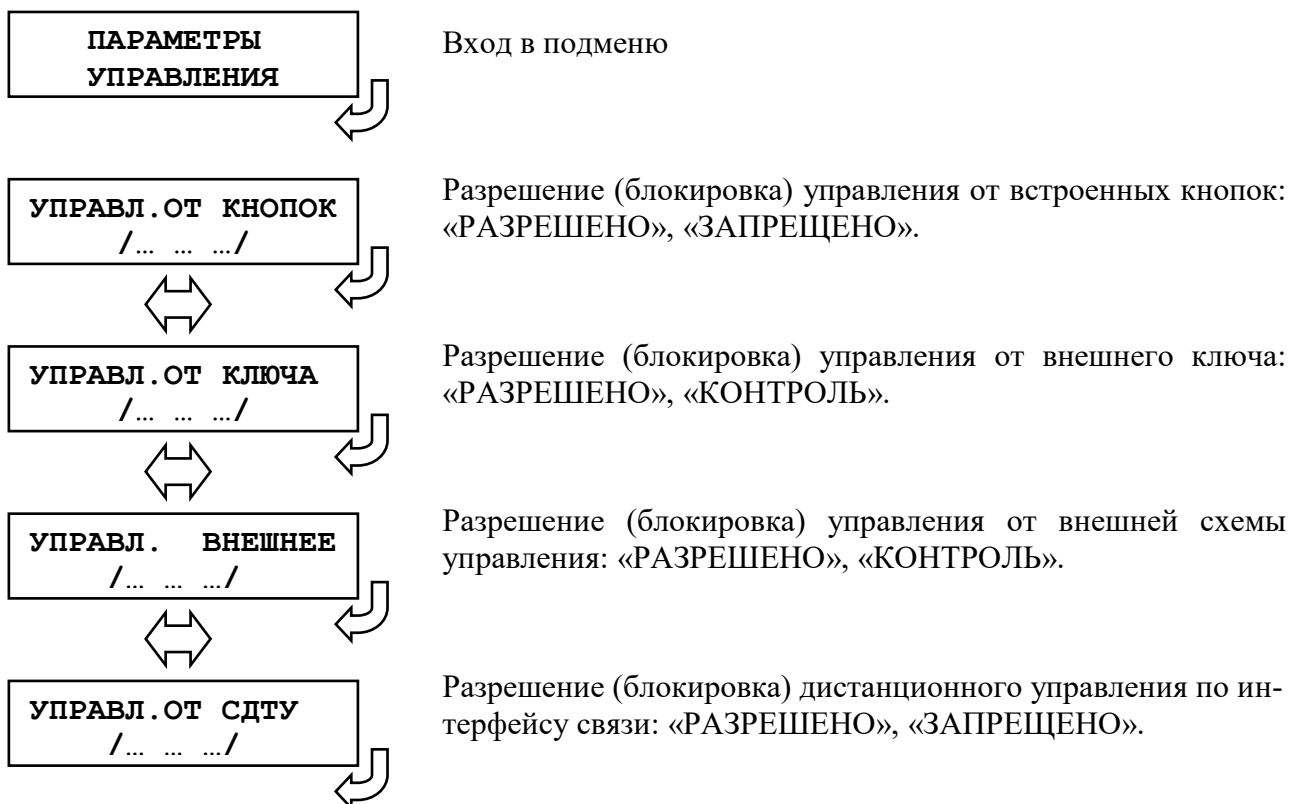 ПАРАМЕТРЫ
УПРАВЛЕНИЯ
Вход в подменю
УПРАВЛ.ОТ КНОПОК
/… … …/
Разрешение (блокировка) управления от встроенных кнопок:
«РАЗРЕШЕНО», «ЗАПРЕЩЕНО».
УПРАВЛ.ОТ КЛЮЧА
/… … …/
Разрешение (блокировка) управления от внешнего ключа:
«РАЗРЕШЕНО», «КОНТРОЛЬ».
УПРАВЛ. ВНЕШНЕЕ
/… … …/
Разрешение (блокировка) управления от внешней схемы
управления: «РАЗРЕШЕНО», «КОНТРОЛЬ».
УПРАВЛ.ОТ СДТУ
/… … …/
Разрешение (блокировка) дистанционного управления по ин-
терфейсу связи: «РАЗРЕШЕНО», «ЗАПРЕЩЕНО».